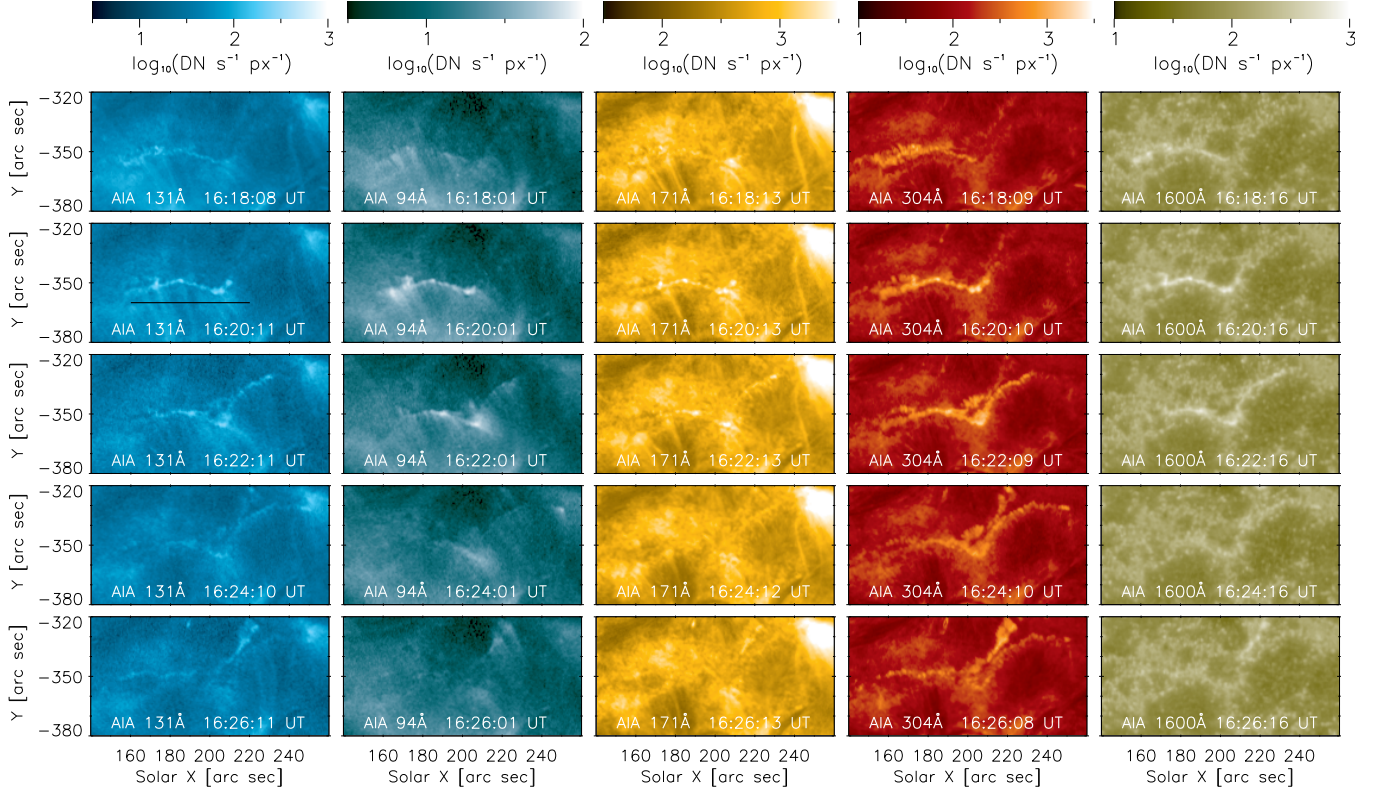 1 2 3 1 2 2 3 1 2 3 1 2 3
log₁₀(DN s⁻¹ px⁻¹) log₁₀(DN s⁻¹ px⁻¹) log₁₀(DN s⁻¹ px⁻¹) log₁₀(DN s⁻¹ px⁻¹) log₁₀(DN s⁻¹ px⁻¹)
Y [arc sec]
−320
−350
−380
AIA 131Å 16:18:08 UT AIA 94Å 16:18:01 UT AIA 171Å 16:18:13 UT AIA 304Å 16:18:09 UT AIA 1600Å 16:18:16 UT
Y [arc sec]
−320
−350
−380
AIA 131Å 16:20:11 UT AIA 94Å 16:20:01 UT AIA 171Å 16:20:13 UT AIA 304Å 16:20:10 UT AIA 1600Å 16:20:16 UT
Y [arc sec]
−320
−350
−380
AIA 131Å 16:22:11 UT AIA 94Å 16:22:01 UT AIA 171Å 16:22:13 UT AIA 304Å 16:22:09 UT AIA 1600Å 16:22:16 UT
Y [arc sec]
−320
−350
−380
AIA 131Å 16:24:10 UT AIA 94Å 16:24:01 UT AIA 171Å 16:24:12 UT AIA 304Å 16:24:10 UT AIA 1600Å 16:24:16 UT
Y [arc sec]
−320
−350
−380
AIA 131Å 16:26:11 UT AIA 94Å 16:26:01 UT AIA 171Å 16:26:13 UT AIA 304Å 16:26:08 UT AIA 1600Å 16:26:16 UT
160 180 200 220 240 160 180 200 220 240 160 180 200 220 240 160 180 200 220 240 160 180 200 220 240
Solar X [arc sec] Solar X [arc sec] Solar X [arc sec] Solar X [arc sec] Solar X [arc sec]